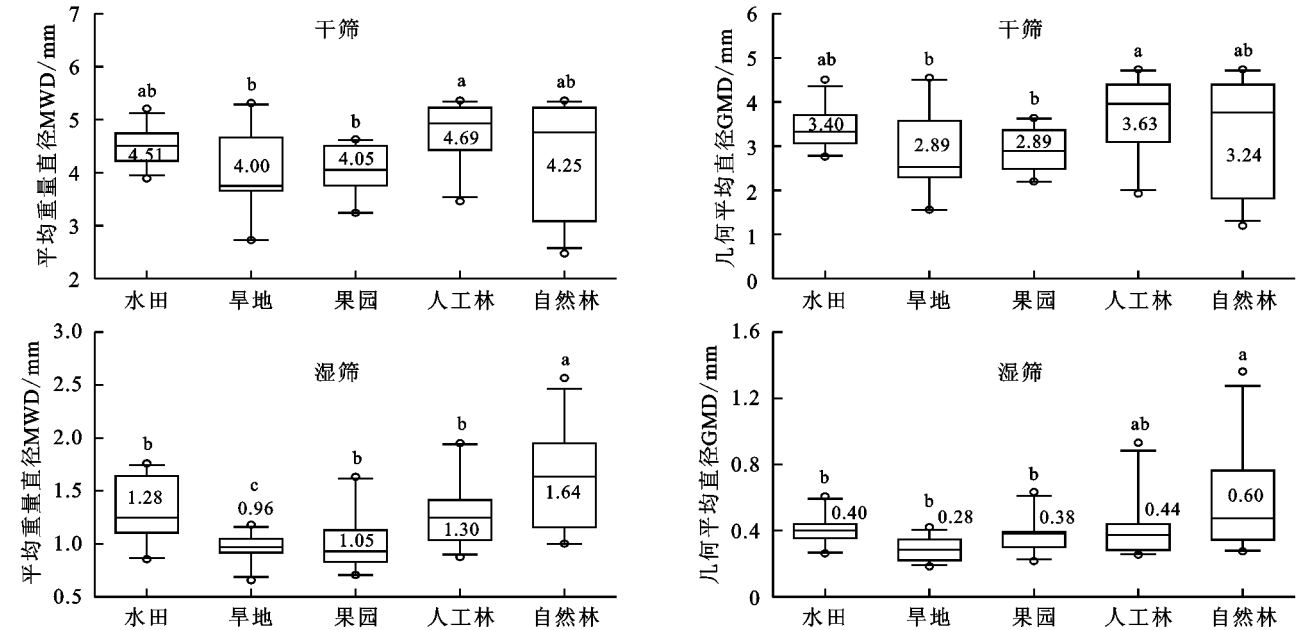 干筛
平均重量直径MWD/mm
7
6
5
4
3
2
ab
b
b
a
ab
4.51
4.00
4.05
4.69
4.25
水田
旱地
果园
人工林
自然林
干筛
几何平均直径GMD/mm
6
5
4
3
2
1
0
ab
b
b
a
ab
3.40
2.89
2.89
3.63
3.24
水田
旱地
果园
人工林
自然林
湿筛
平均重量直径MWD/mm
3.0
2.5
2.0
1.5
1.0
0.5
b
c
b
b
a
1.28
0.96
1.05
1.30
1.64
水田
旱地
果园
人工林
自然林
湿筛
几何平均直径GMD/mm
1.6
1.2
0.8
0.4
0
b
b
b
ab
a
0.40
0.28
0.38
0.44
0.60
水田
旱地
果园
人工林
自然林